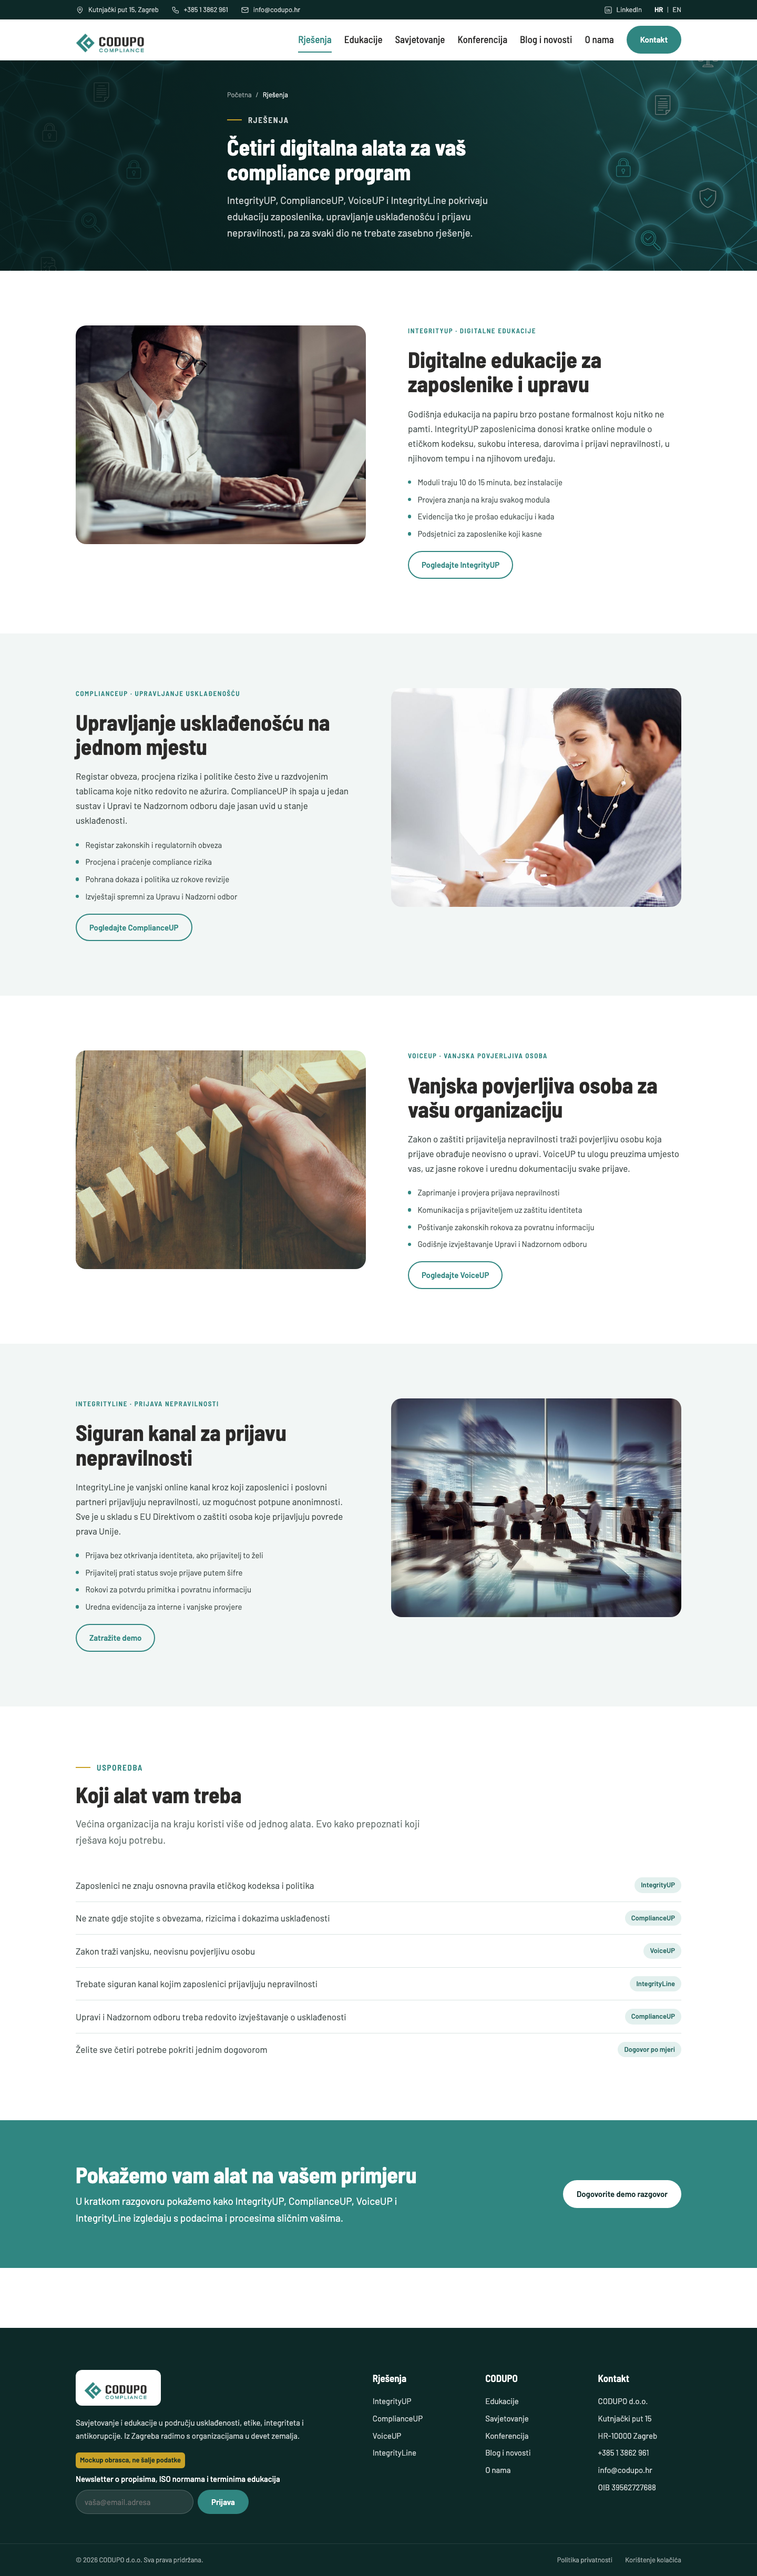 Kutnjački put 15, Zagreb
+385 1 3862 961
info@codupo.hr
LinkedIn
HR | EN
CODUPO
COMPLIANCE
Rješenja
Edukacije
Savjetovanje
Konferencija
Blog i novosti
O nama
Kontakt
Početna / Rješenja
RJEŠENJA
Četiri digitalna alata za vaš
compliance program
IntegrityUP, ComplianceUP, VoiceUP i IntegrityLine pokrivaju
edukaciju zaposlenika, upravljanje usklađenošću i prijavu
nepravilnosti, pa za svaki dio ne trebate zasebno rješenje.
INTEGRITYUP · DIGITALNE EDUKACIJE
Digitalne edukacije za
zaposlenike i upravu
Godišnja edukacija na papiru brzo postane formalnost koju nitko ne
pamti. IntegrityUP zaposlenicima donosi kratke online module o
etičkom kodeksu, sukobu interesa, darovima i prijavi nepravilnosti, u
njihovom tempu i na njihovom uređaju.
Moduli traju 10 do 15 minuta, bez instalacije
Provjera znanja na kraju svakog modula
Evidencija tko je prošao edukaciju i kada
Podsjetnici za zaposlenike koji kasne
Pogledajte IntegrityUP
COMPLIANCEUP · UPRAVLJANJE USKLAĐENOŠĆU
Upravljanje usklađenošću na
jednom mjestu
Registar obveza, procjena rizika i politike često žive u razdvojenim
tablicama koje nitko redovito ne ažurira. ComplianceUP ih spaja u jedan
sustav i Upravi te Nadzornom odboru daje jasan uvid u stanje
usklađenosti.
Registar zakonskih i regulatornih obveza
Procjena i praćenje compliance rizika
Pohrana dokaza i politika uz rokove revizije
Izvještaji spremni za Upravu i Nadzorni odbor
Pogledajte ComplianceUP
VOICEUP · VANJSKA POVJERLJIVA OSOBA
Vanjska povjerljiva osoba za
vašu organizaciju
Zakon o zaštiti prijavitelja nepravilnosti traži povjerljivu osobu koja
prijave obrađuje neovisno o upravi. VoiceUP tu ulogu preuzima umjesto
vas, uz jasne rokove i urednu dokumentaciju svake prijave.
Zaprimanje i provjera prijava nepravilnosti
Komunikacija s prijaviteljem uz zaštitu identiteta
Poštivanje zakonskih rokova za povratnu informaciju
Godišnje izvještavanje Upravi i Nadzornom odboru
Pogledajte VoiceUP
INTEGRITYLINE · PRIJAVA NEPRAVILNOSTI
Siguran kanal za prijavu
nepravilnosti
IntegrityLine je vanjski online kanal kroz koji zaposlenici i poslovni
partneri prijavljuju nepravilnosti, uz mogućnost potpune anonimnosti.
Sve je u skladu s EU Direktivom o zaštiti osoba koje prijavljuju povrede
prava Unije.
Prijava bez otkrivanja identiteta, ako prijavitelj to želi
Prijavitelj prati status svoje prijave putem šifre
Rokovi za potvrdu primitka i povratnu informaciju
Uredna evidencija za interne i vanjske provjere
Zatražite demo
USPOREDBA
Koji alat vam treba
Većina organizacija na kraju koristi više od jednog alata. Evo kako prepoznati koji
rješava koju potrebu.
Zaposlenici ne znaju osnovna pravila etičkog kodeksa i politika
IntegrityUP
Ne znate gdje stojite s obvezama, rizicima i dokazima usklađenosti
ComplianceUP
Zakon traži vanjsku, neovisnu povjerljivu osobu
VoiceUP
Trebate siguran kanal kojim zaposlenici prijavljuju nepravilnosti
IntegrityLine
Upravi i Nadzornom odboru treba redovito izvještavanje o usklađenosti
ComplianceUP
Želite sve četiri potrebe pokriti jednim dogovorom
Dogovor po mjeri
Pokažemo vam alat na vašem primjeru
U kratkom razgovoru pokažemo kako IntegrityUP, ComplianceUP, VoiceUP i
IntegrityLine izgledaju s podacima i procesima sličnim vašima.
Dogovorite demo razgovor
CODUPO
COMPLIANCE
Savjetovanje i edukacije u području usklađenosti, etike, integriteta i
antikorupcije. Iz Zagreba radimo s organizacijama u devet zemalja.
Mockup obrasca, ne šalje podatke
Newsletter o propisima, ISO normama i terminima edukacija
vaša@email.adresa
Prijava
Rješenja
IntegrityUP
ComplianceUP
VoiceUP
IntegrityLine
CODUPO
Edukacije
Savjetovanje
Konferencija
Blog i novosti
O nama
Kontakt
CODUPO d.o.o.
Kutnjački put 15
HR-10000 Zagreb
+385 1 3862 961
info@codupo.hr
OIB 39562727688
© 2026 CODUPO d.o.o. Sva prava pridržana.
Politika privatnosti
Korištenje kolačića